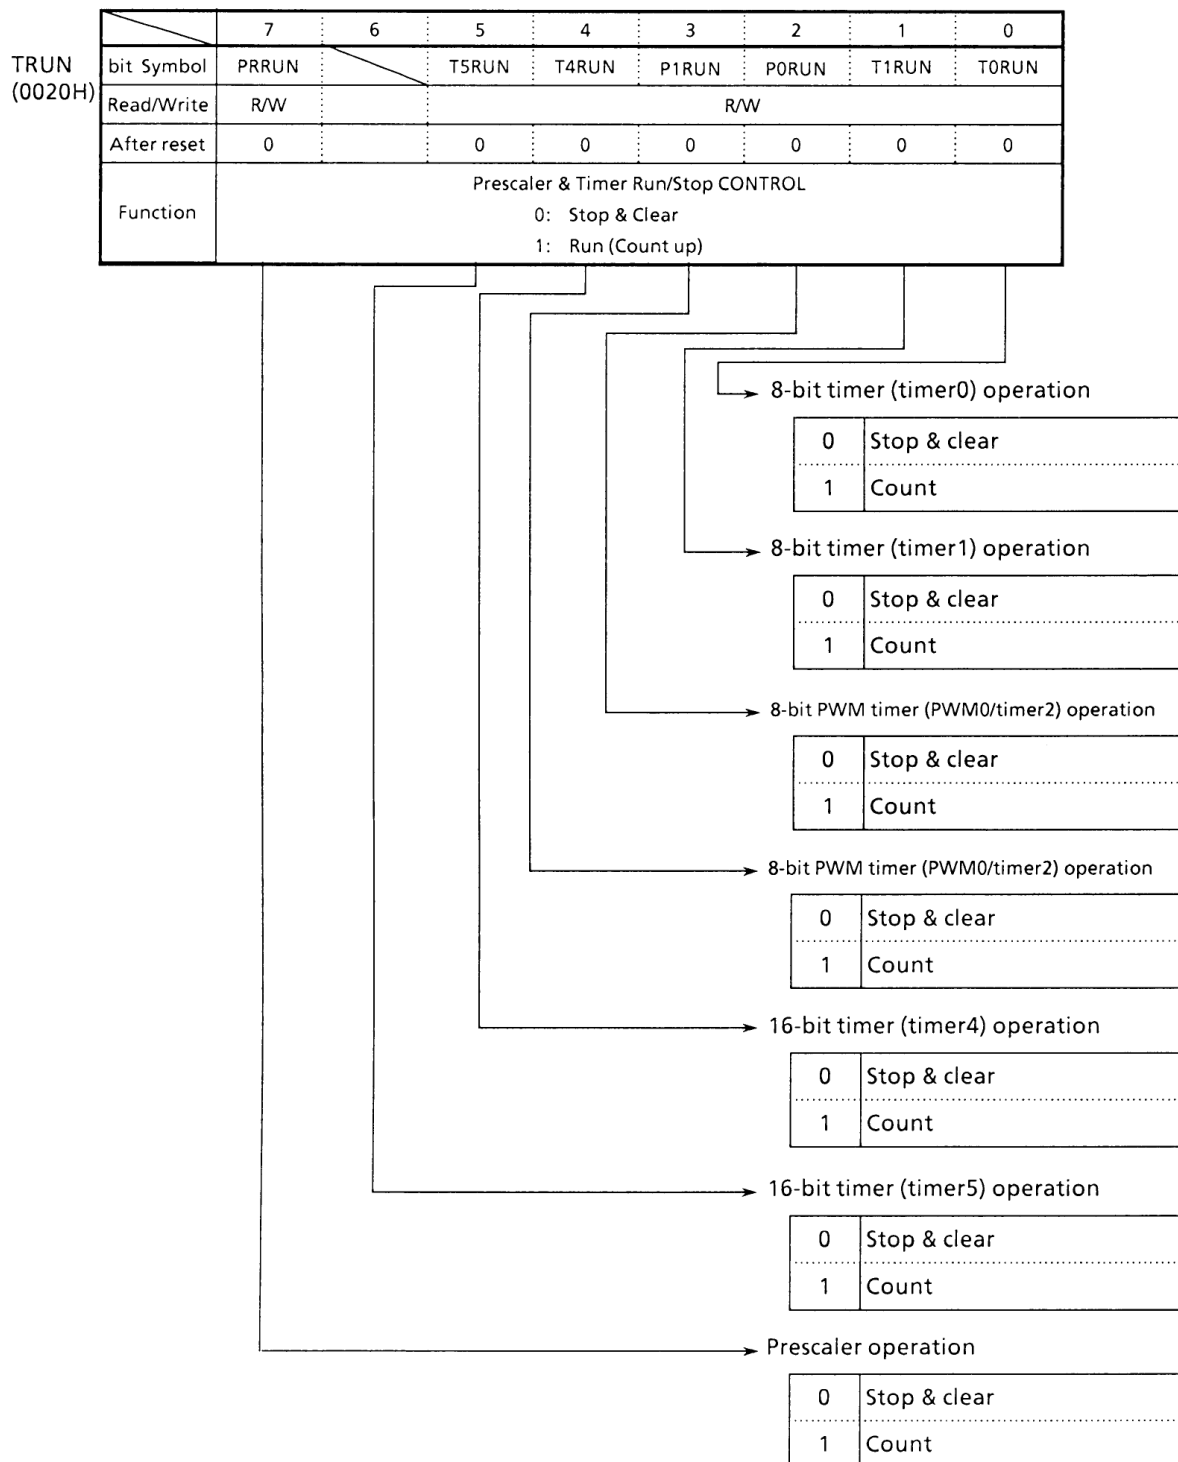 7 6 5 4 3 2 1 0
TRUN
(0020H)
bit Symbol PRRUN T5RUN T4RUN P1RUN P0RUN T1RUN T0RUN
Read/Write R/W R/W
After reset 0 0 0 0 0 0 0
Function
Prescaler & Timer Run/Stop CONTROL
0: Stop & Clear
1: Run (Count up)
8-bit timer (timer0) operation
0 Stop & clear
1 Count
8-bit timer (timer1) operation
0 Stop & clear
1 Count
8-bit PWM timer (PWM0/timer2) operation
0 Stop & clear
1 Count
8-bit PWM timer (PWM0/timer2) operation
0 Stop & clear
1 Count
16-bit timer (timer4) operation
0 Stop & clear
1 Count
16-bit timer (timer5) operation
0 Stop & clear
1 Count
Prescaler operation
0 Stop & clear
1 Count